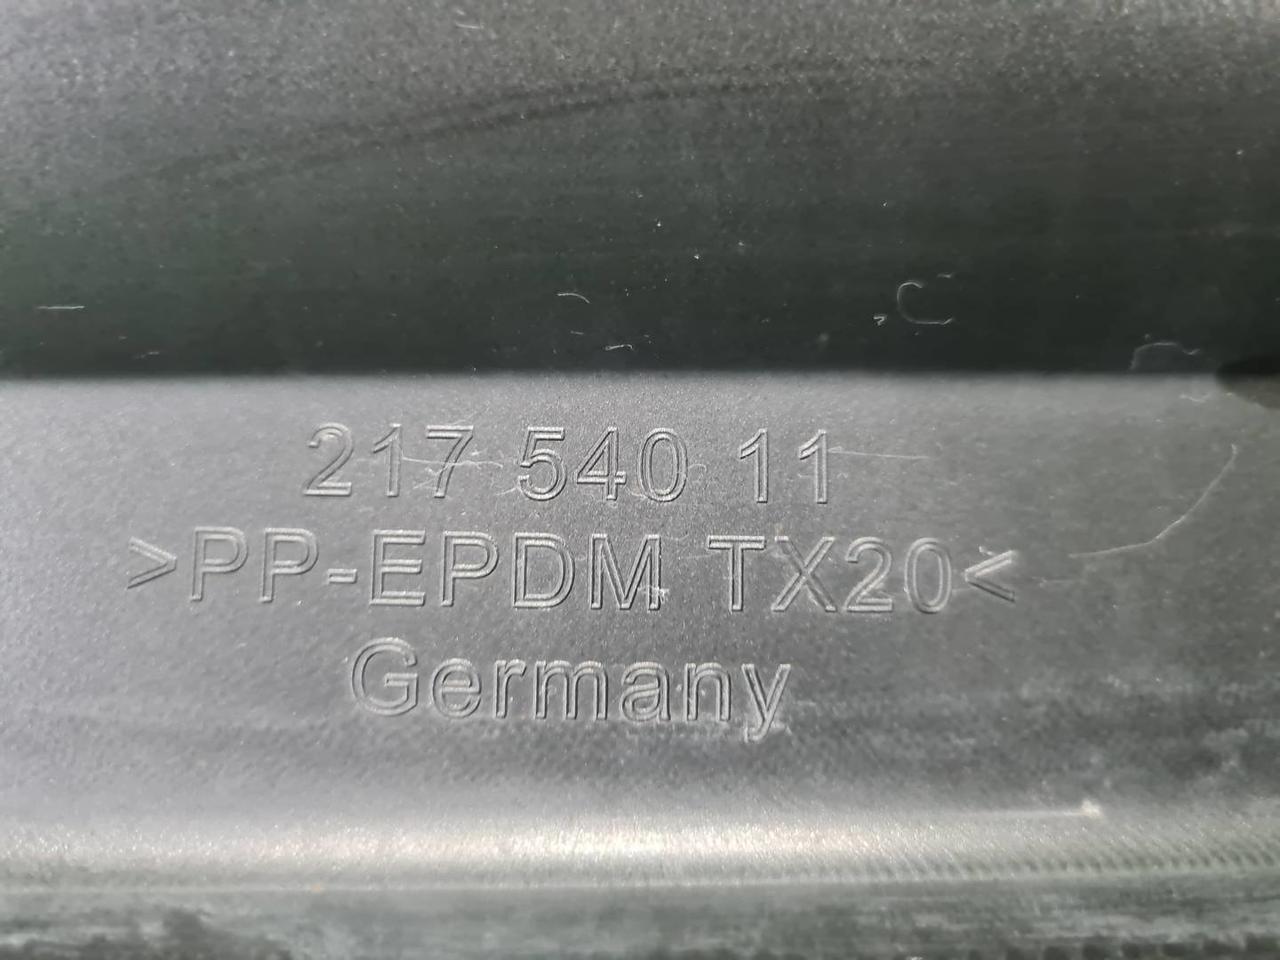 217 540 11
>PP-EPDM TX20<
Germany